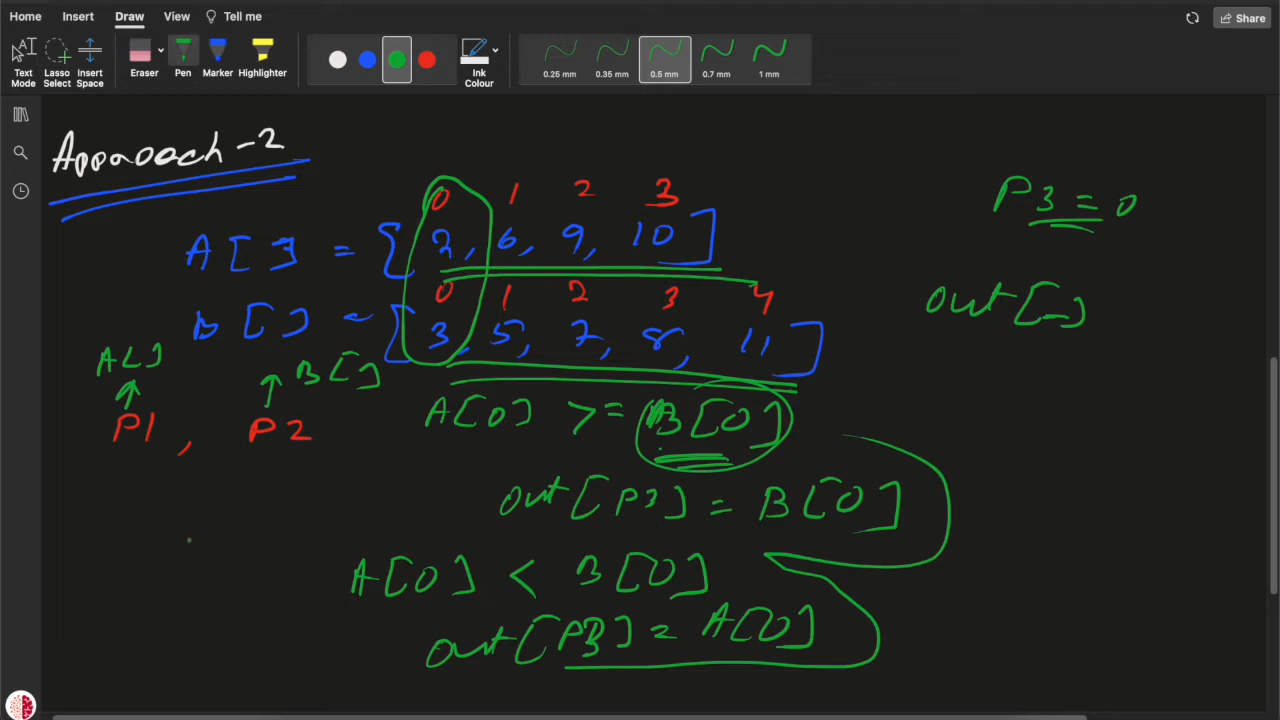 Home Insert Draw View Tell me Share
Text Mode Lasso Select Insert Space Eraser Pen Marker Highlighter Ink Colour 0.25 mm 0.35 mm 0.5 mm 0.7 mm 1 mm
Approach-2
0 1 2 3
A[] = {2, 6, 9, 10]
P3 = 0
0 1 2 3 4
B[] = [3, 5, 7, 8, 11]
out[-]
A[] B[]
P1, P2
A[0] >= B[0]
out[P3] = B[0]
A[0] < B[0]
out[P3] = A[0]